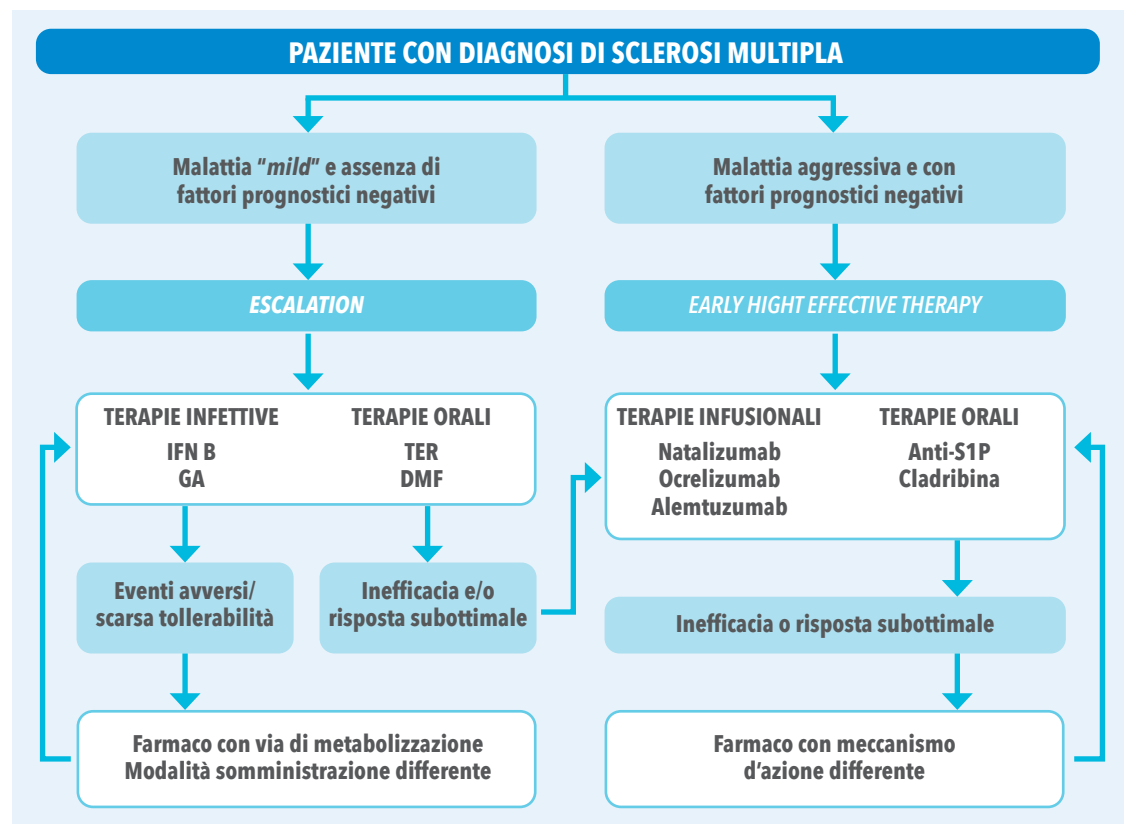 PAZIENTE CON DIAGNOSI DI SCLEROSI MULTIPLA
Malattia "mild" e assenza di
fattori prognostici negativi
Malattia aggressiva e con
fattori prognostici negativi
ESCALATION
EARLY HIGHT EFFECTIVE THERAPY
TERAPIE INFETTIVE
IFN B
GA
TERAPIE ORALI
TER
DMF
TERAPIE INFUSIONALI
Natalizumab
Ocrelizumab
Alemtuzumab
TERAPIE ORALI
Anti-S1P
Cladribina
Eventi avversi/
scarsa tollerabilità
Inefficacia e/o
risposta subottimale
Inefficacia o risposta subottimale
Farmaco con via di metabolizzazione
Modalità somministrazione differente
Farmaco con meccanismo
d'azione differente